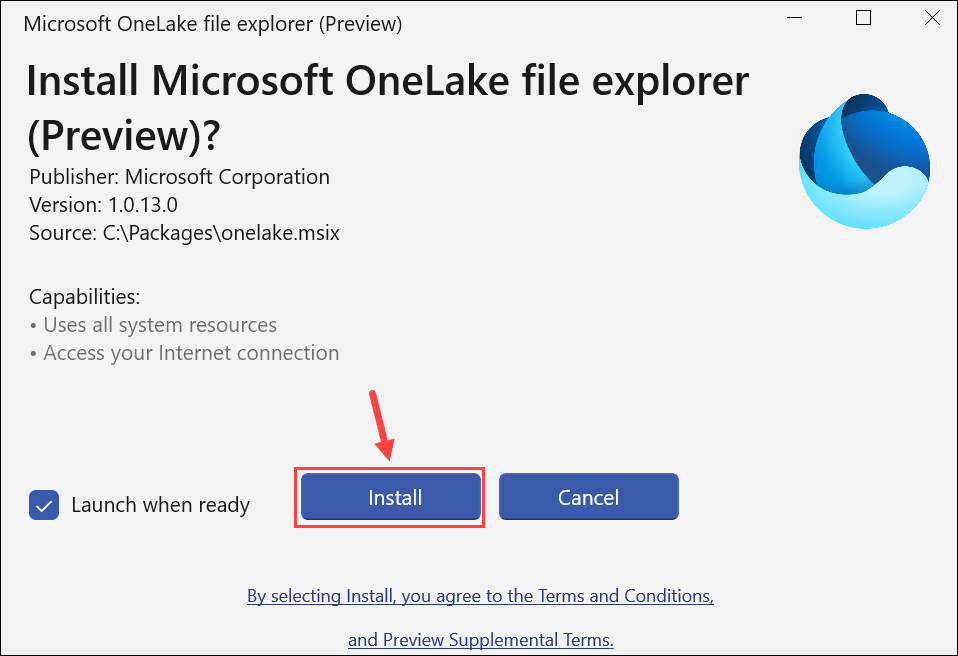 Microsoft OneLake file explorer (Preview)
Install Microsoft OneLake file explorer
(Preview)?
Publisher: Microsoft Corporation
Version: 1.0.13.0
Source: C:\Packages\onelake.msix
Capabilities:
• Uses all system resources
• Access your Internet connection
Launch when ready
Install
Cancel
By selecting Install, you agree to the Terms and Conditions,
and Preview Supplemental Terms.